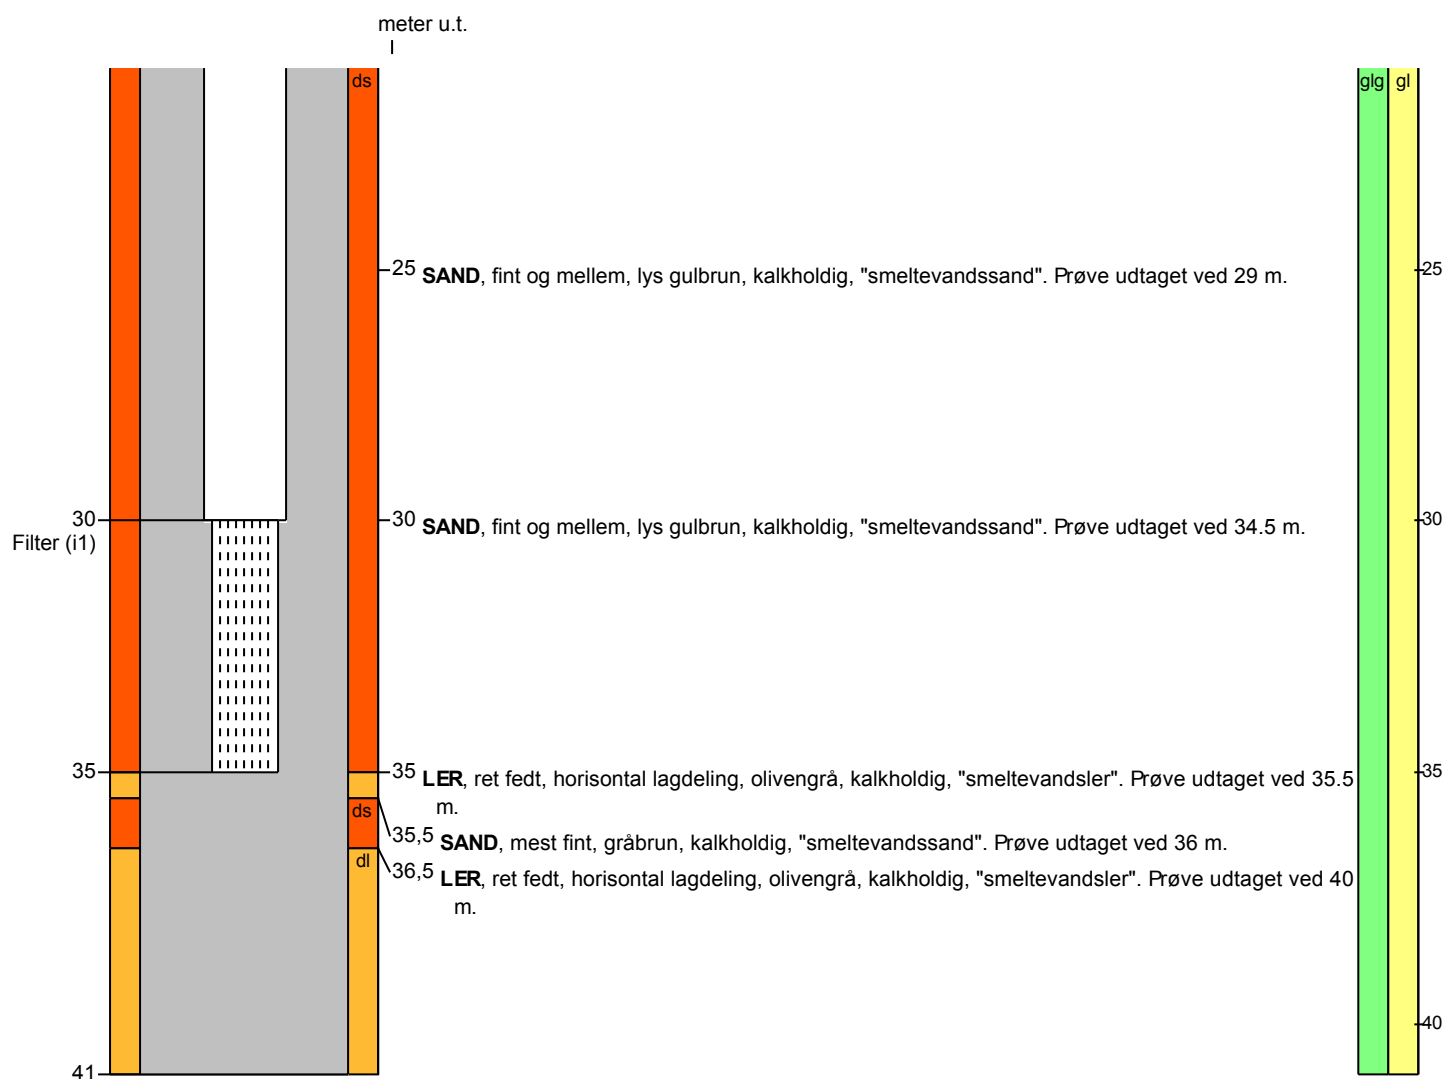 meter u.t.
ds
glg gl
25 SAND, fint og mellem, lys gulbrun, kalkholdig, "smeltevandssand". Prøve udtaget ved 29 m.
25
30
Filter (i1)
30 SAND, fint og mellem, lys gulbrun, kalkholdig, "smeltevandssand". Prøve udtaget ved 34.5 m.
30
35
35 LER, ret fedt, horisontal lagdeling, olivengrå, kalkholdig, "smeltevandsler". Prøve udtaget ved 35.5
m.
35
ds
35,5 SAND, mest fint, gråbrun, kalkholdig, "smeltevandssand". Prøve udtaget ved 36 m.
dl
36,5 LER, ret fedt, horisontal lagdeling, olivengrå, kalkholdig, "smeltevandsler". Prøve udtaget ved 40
m.
40
41